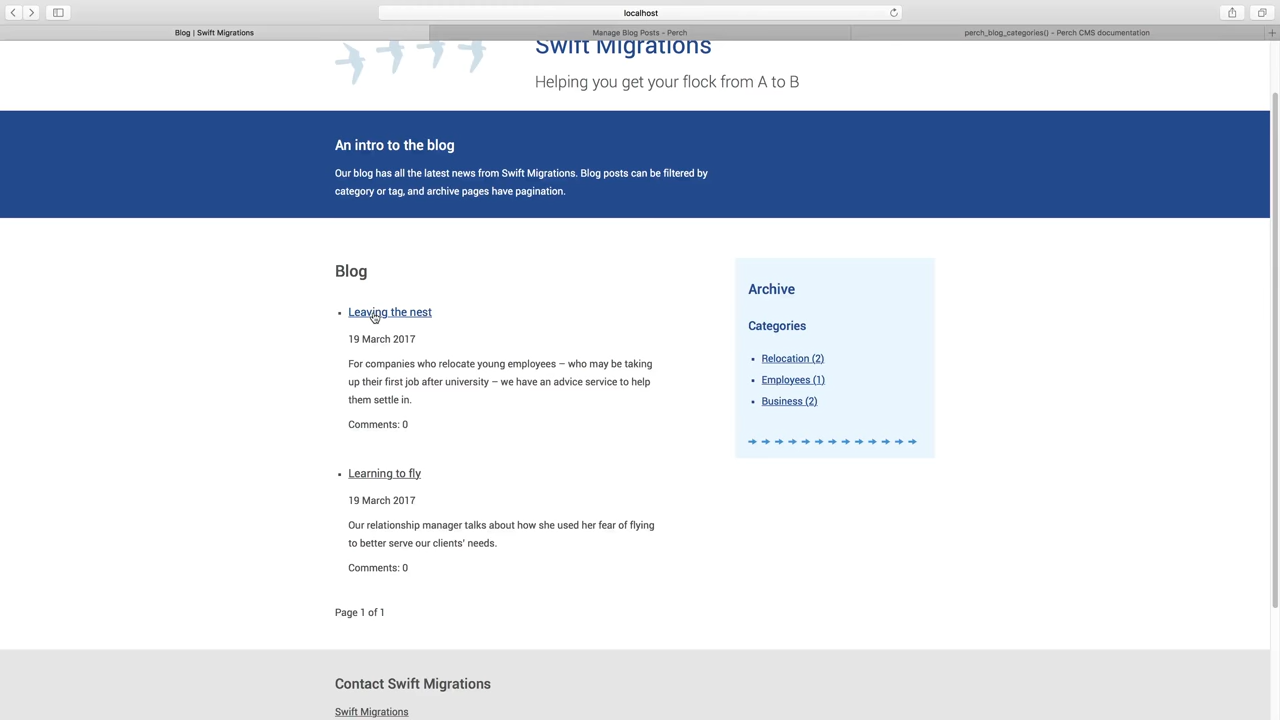 localhost
Blog | Swift Migrations
Manage Blog Posts - Perch
perch_blog_categories() - Perch CMS documentation
Swift Migrations
Helping you get your flock from A to B
An intro to the blog
Our blog has all the latest news from Swift Migrations. Blog posts can be filtered by
category or tag, and archive pages have pagination.
Blog
Leaving the nest
19 March 2017
For companies who relocate young employees – who may be taking
up their first job after university – we have an advice service to help
them settle in.
Comments: 0
Learning to fly
19 March 2017
Our relationship manager talks about how she used her fear of flying
to better serve our clients' needs.
Comments: 0
Page 1 of 1
Archive
Categories
Relocation (2)
Employees (1)
Business (2)
Contact Swift Migrations
Swift Migrations